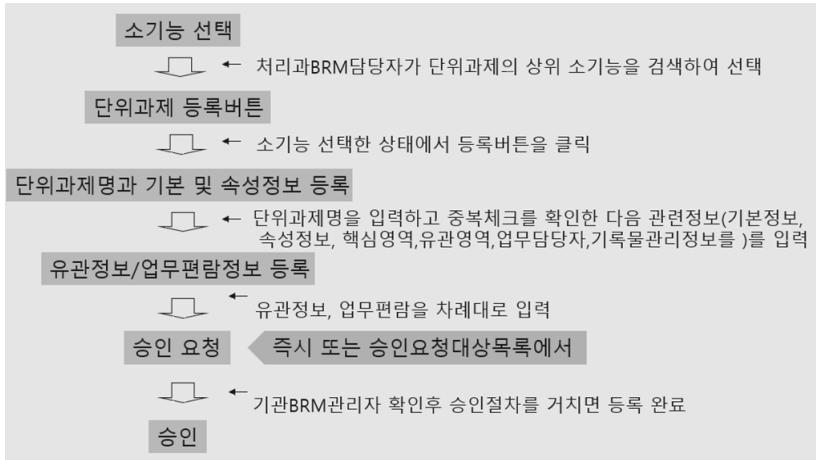 소기능 선택
← 처리과BRM담당자가 단위과제의 상위 소기능을 검색하여 선택
단위과제 등록버튼
← 소기능 선택한 상태에서 등록버튼을 클릭
단위과제명과 기본 및 속성정보 등록
← 단위과제명을 입력하고 중복체크를 확인한 다음 관련정보(기본정보,
속성정보, 핵심영역,유관영역,업무담당자,기록물관리정보를 )를 입력
유관정보/업무편람정보 등록
← 유관정보, 업무편람을 차례대로 입력
승인 요청 즉시 또는 승인요청대상목록에서
← 기관BRM관리자 확인후 승인절차를 거치면 등록 완료
승인